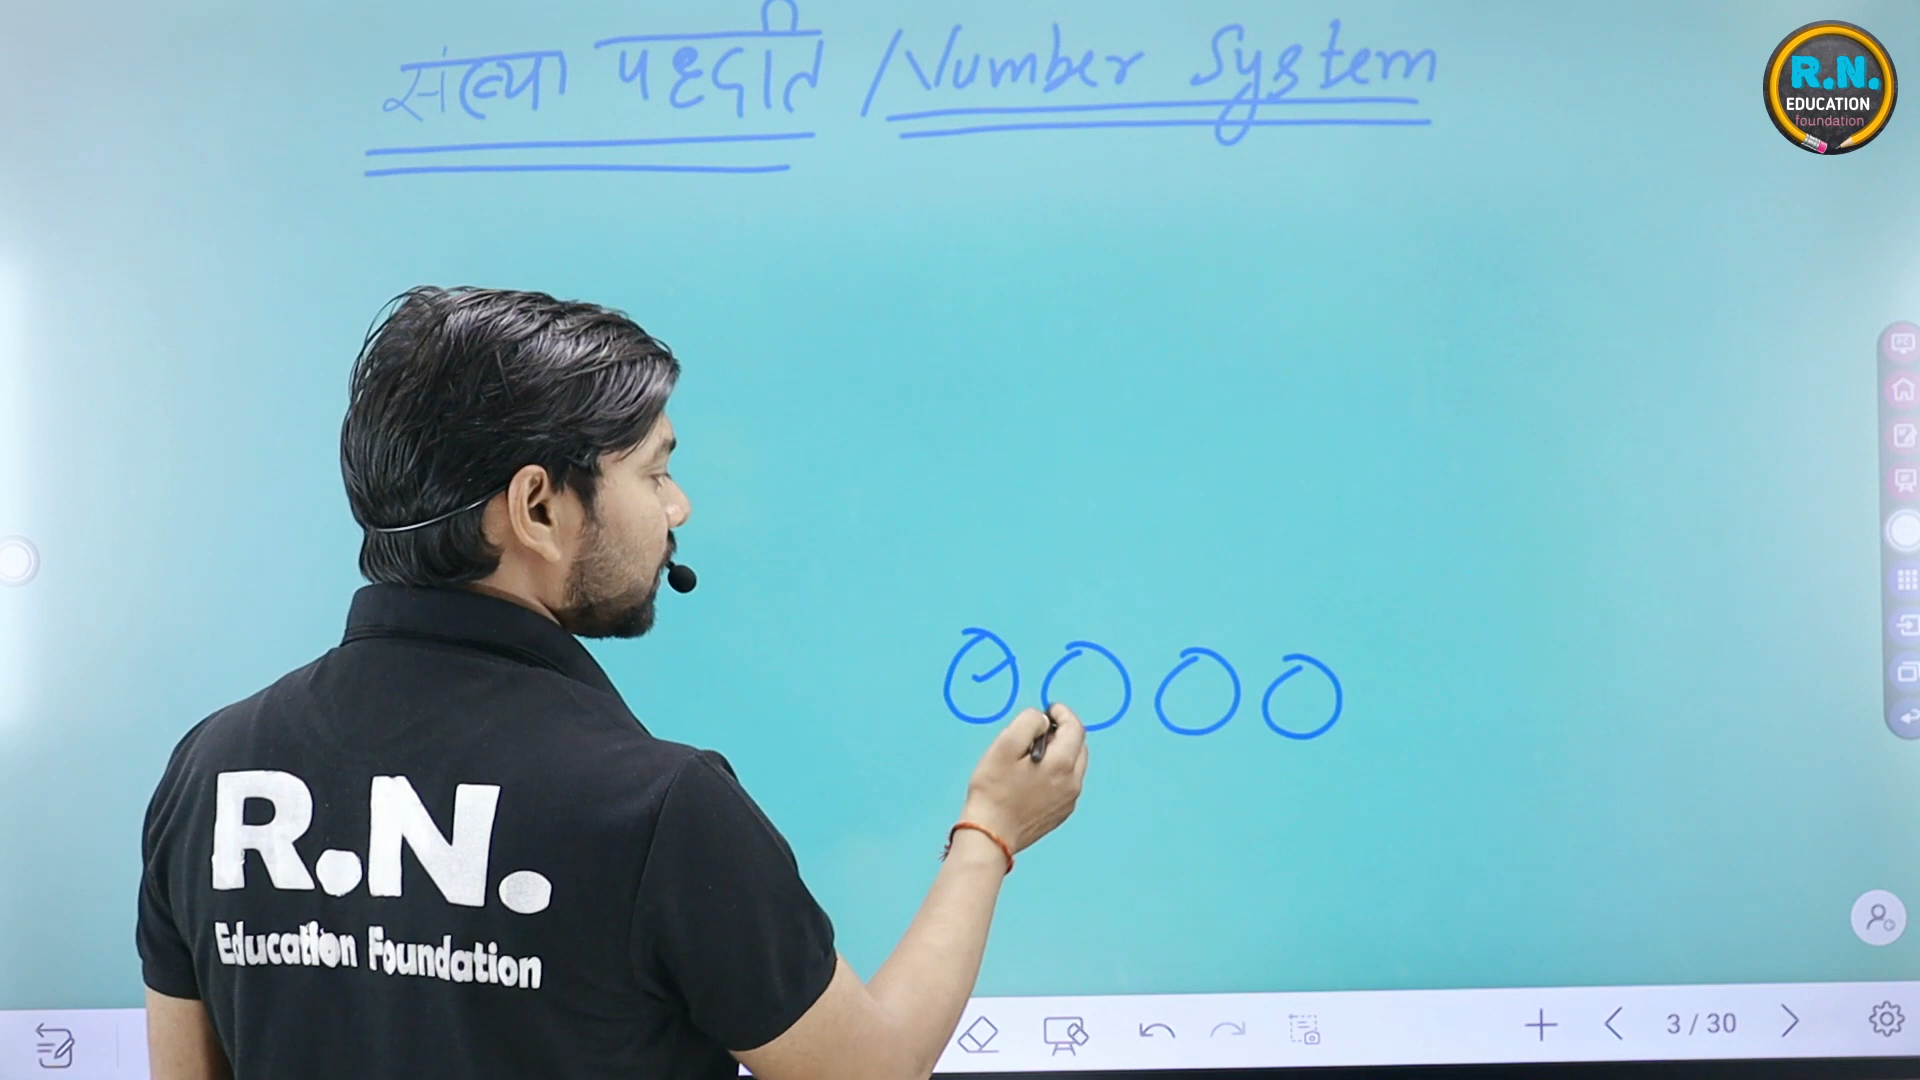 संख्या पद्धति / Number System
R.N.
EDUCATION
foundation
R.N.
Education Foundation
3 / 30